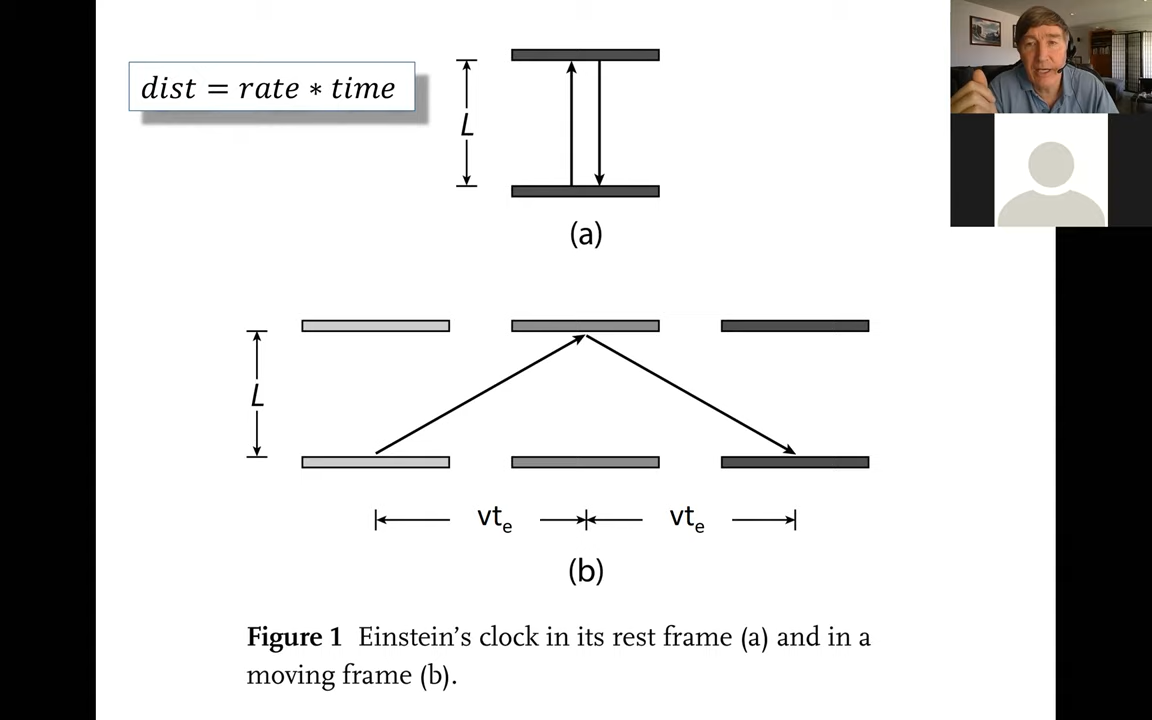 dist = rate ∗ time
L
(a)
L
vtₑ vtₑ
(b)
Figure 1 Einstein’s clock in its rest frame (a) and in a
moving frame (b).